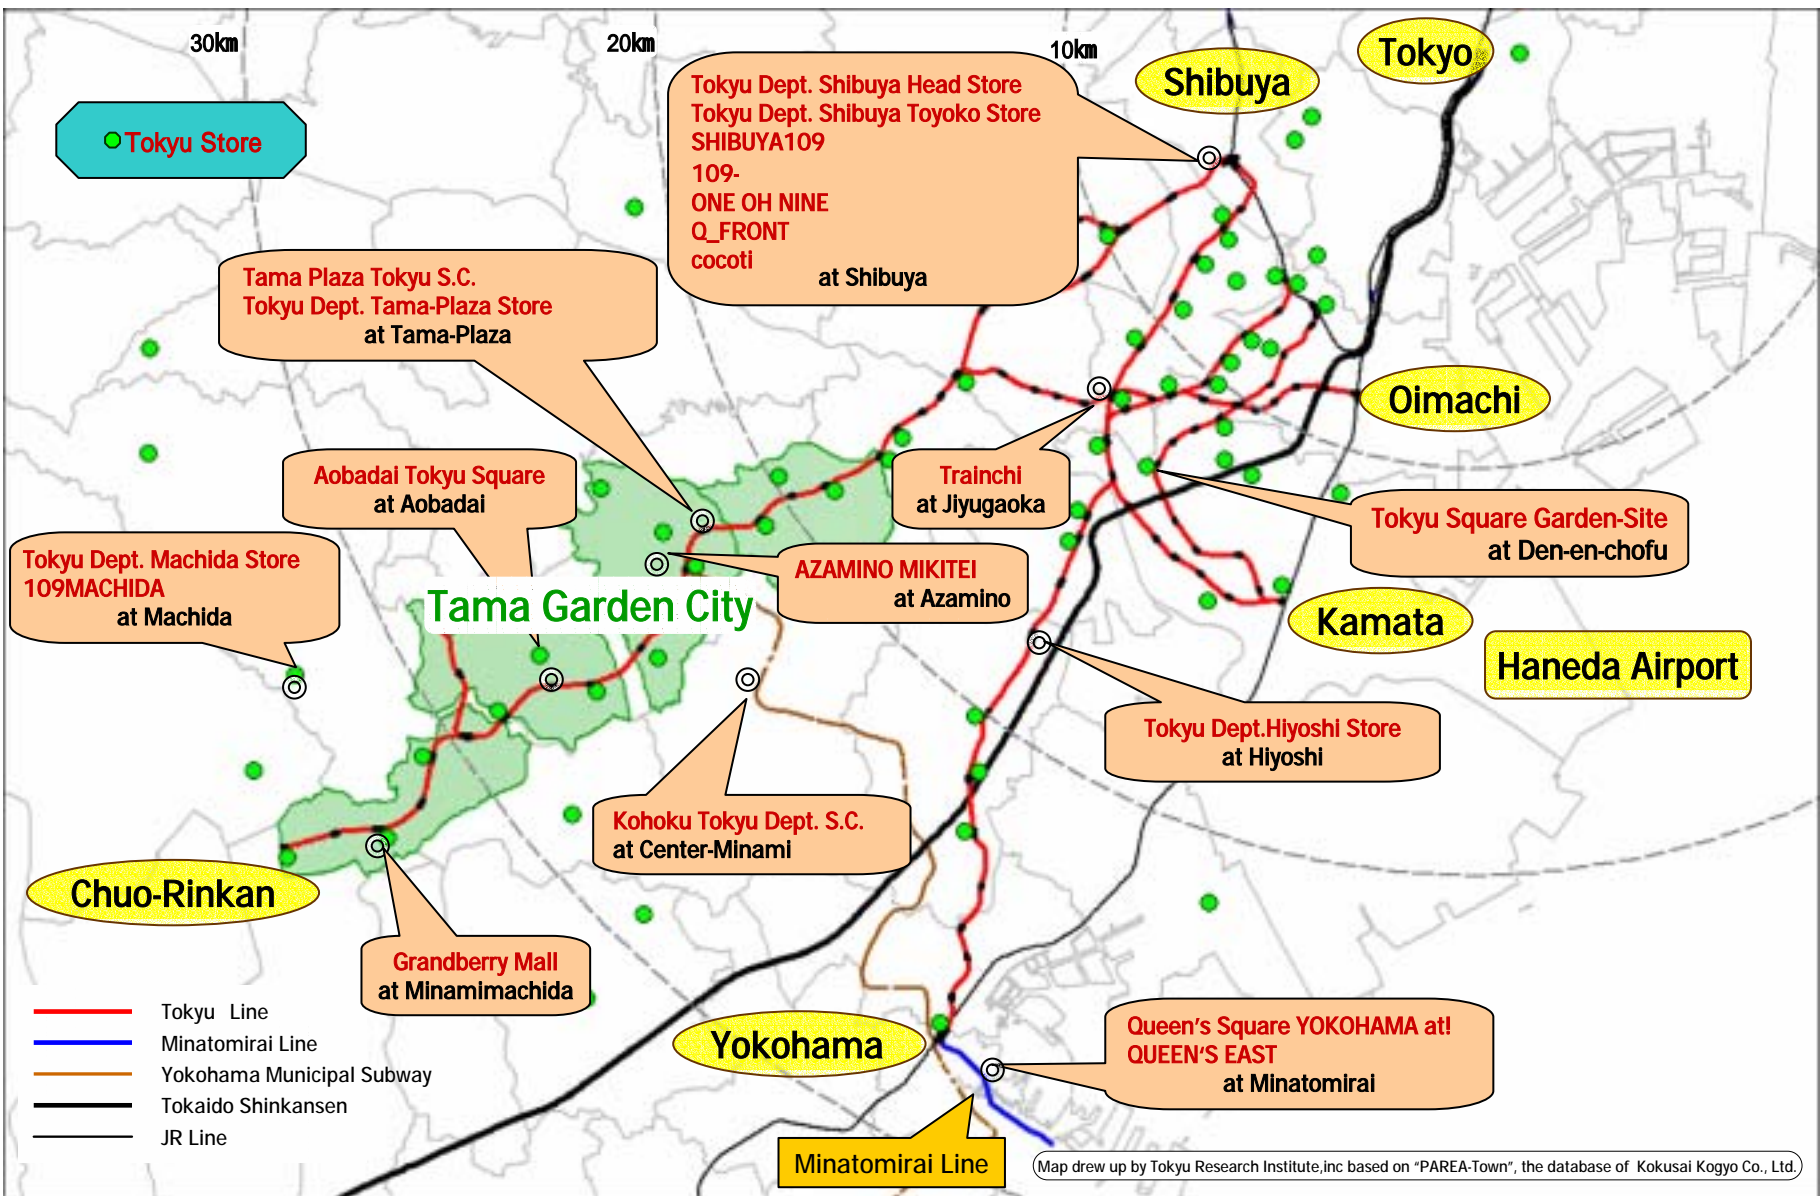 30km
20km
10km
Tokyo
Shibuya
Tokyu Store
Tokyu Dept. Shibuya Head Store
Tokyu Dept. Shibuya Toyoko Store
SHIBUYA109
109-
ONE OH NINE
Q_FRONT
cocoti
at Shibuya
Tama Plaza Tokyu S.C.
Tokyu Dept. Tama-Plaza Store
at Tama-Plaza
Oimachi
Aobadai Tokyu Square
at Aobadai
Trainchi
at Jiyugaoka
Tokyu Square Garden-Site
at Den-en-chofu
Tokyu Dept. Machida Store
109MACHIDA
at Machida
AZAMINO MIKITEI
at Azamino
Tama Garden City
Kamata
Haneda Airport
Tokyu Dept.Hiyoshi Store
at Hiyoshi
Kohoku Tokyu Dept. S.C.
at Center-Minami
Chuo-Rinkan
Grandberry Mall
at Minamimachida
Yokohama
Queen's Square YOKOHAMA at!
QUEEN'S EAST
at Minatomirai
Tokyu Line
Minatomirai Line
Yokohama Municipal Subway
Tokaido Shinkansen
JR Line
Minatomirai Line
Map drew up by Tokyu Research Institute,inc based on "PAREA-Town", the database of Kokusai Kogyo Co., Ltd.